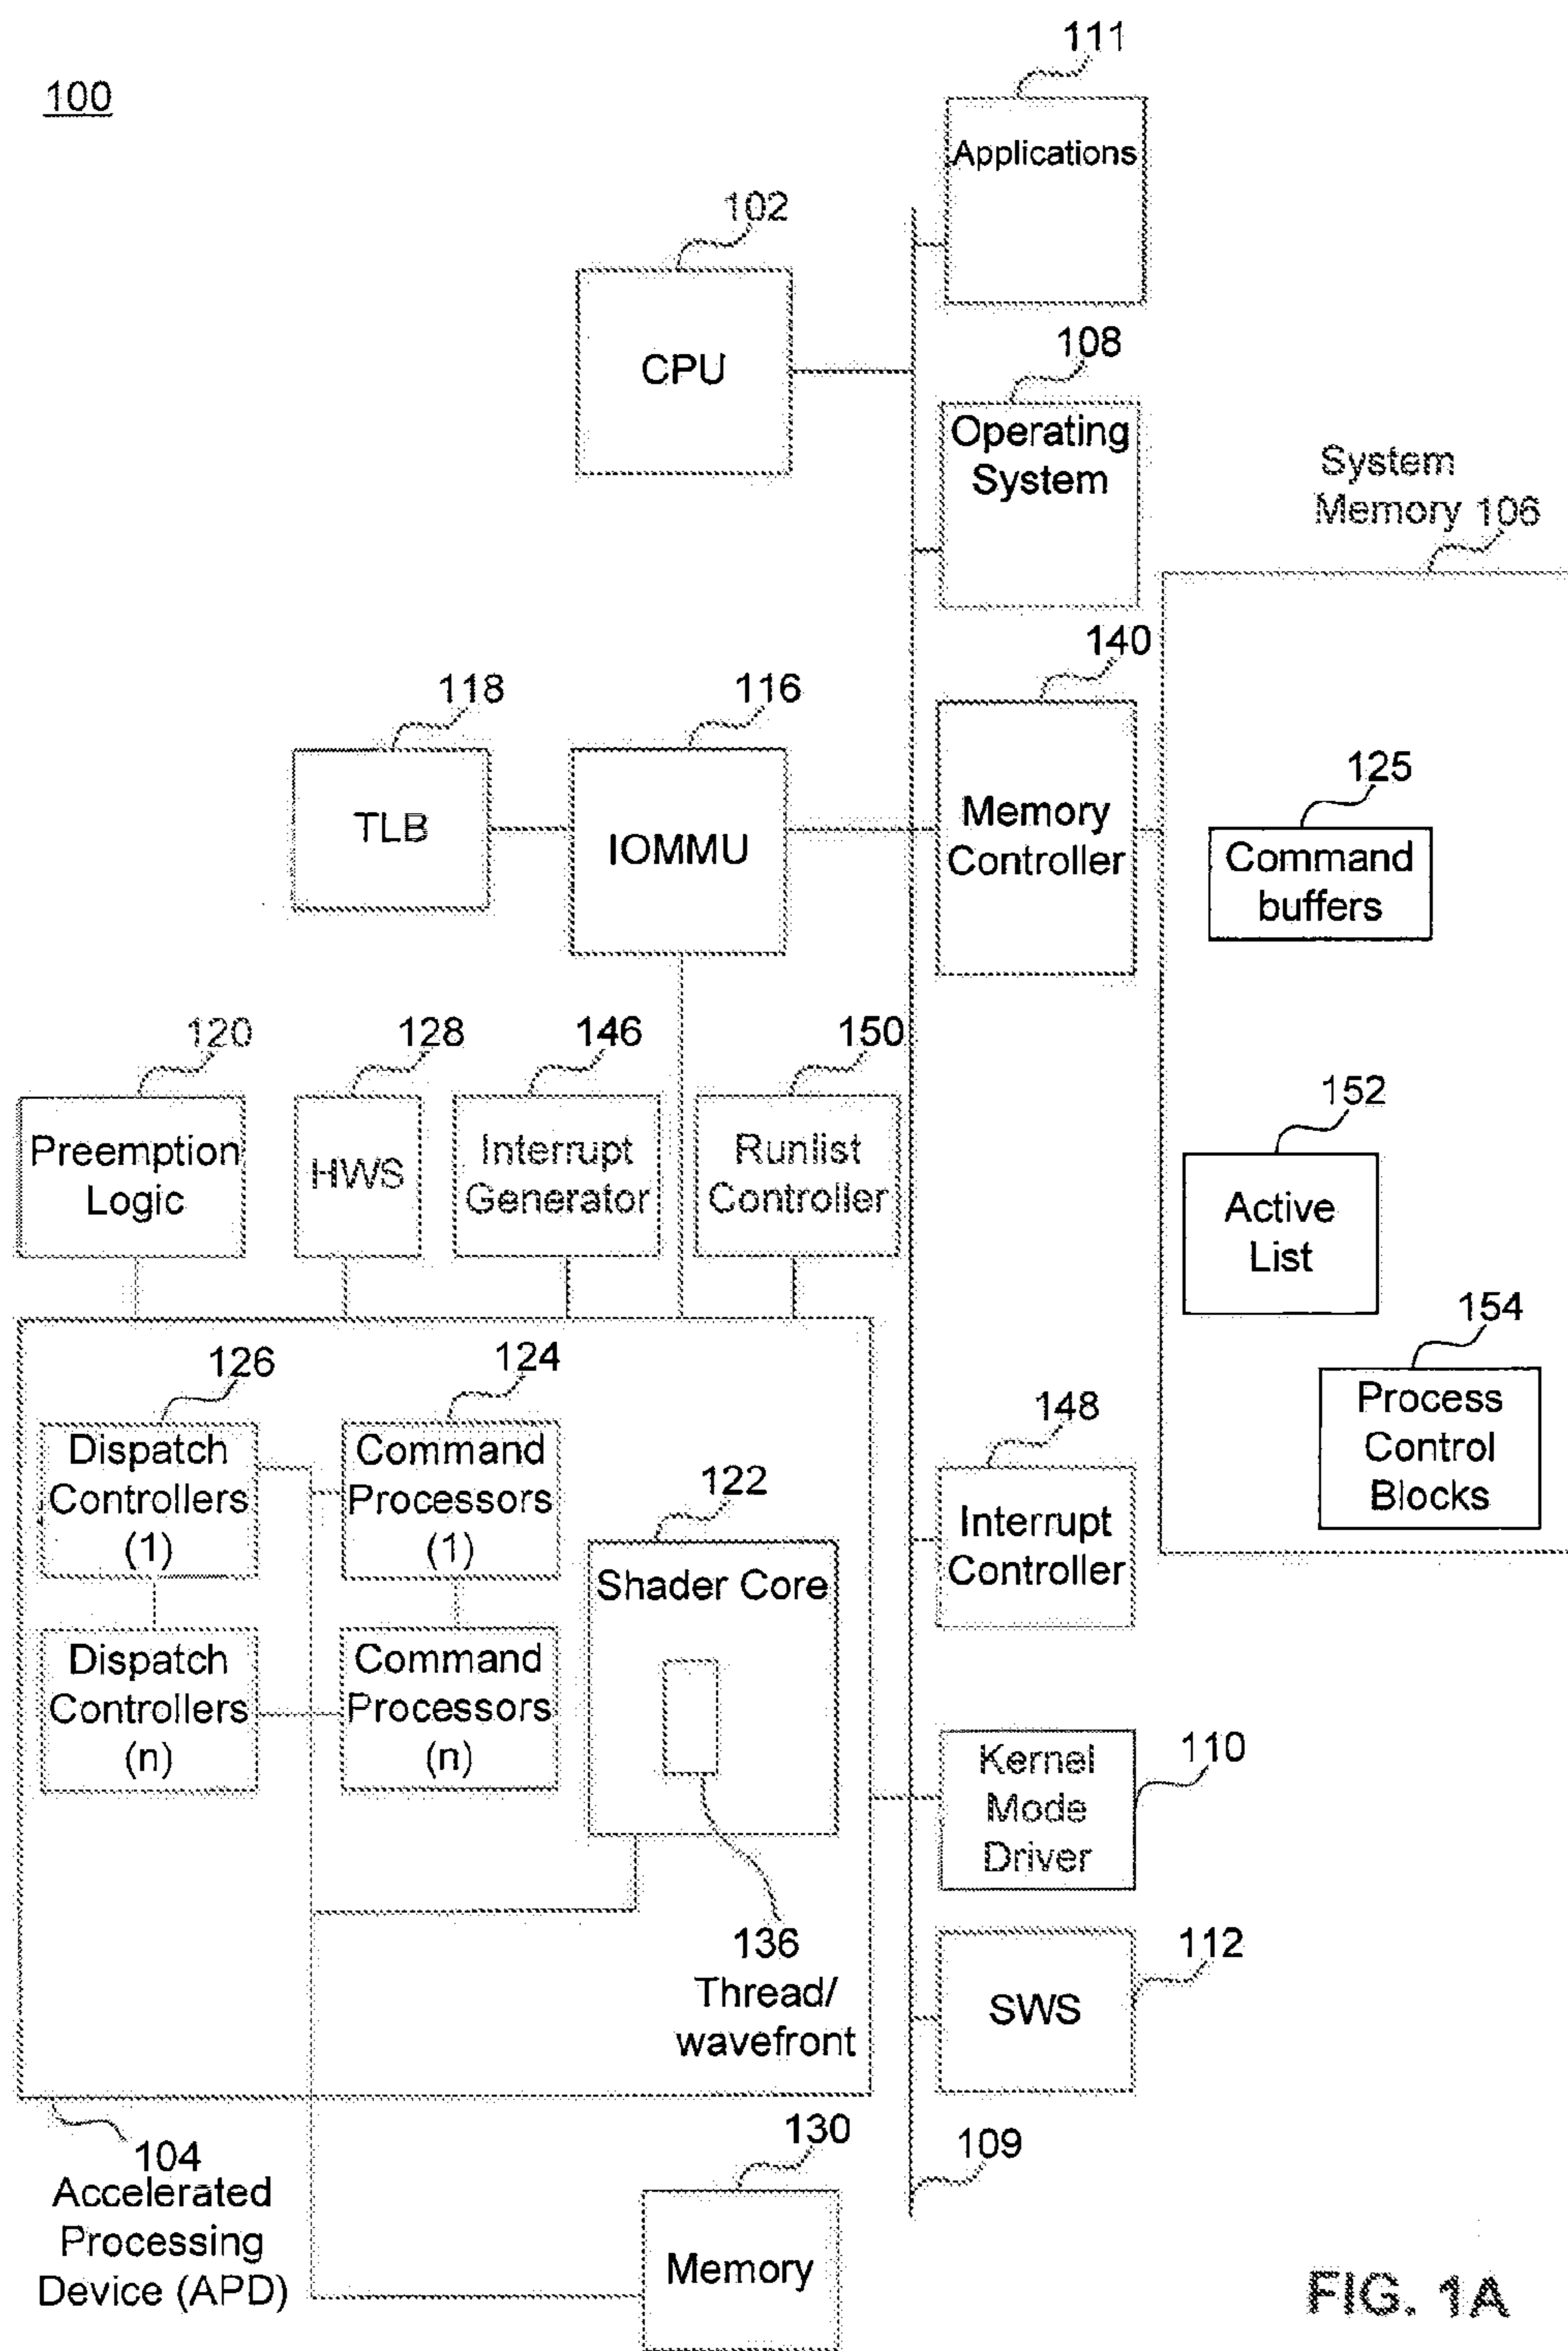 100
111
Applications
102
CPU
108
Operating
System
System
Memory 106
140
Memory
Controller
118
TLB
116
IOMMU
125
Command
buffers
120
Preemption
Logic
128
HWS
146
Interrupt
Generator
150
Runlist
Controller
152
Active
List
154
Process
Control
Blocks
126
Dispatch
Controllers
(1)
124
Command
Processors
(1)
122
Shader Core
148
Interrupt
Controller
Dispatch
Controllers
(n)
Command
Processors
(n)
136
Thread/
wavefront
Kernel
Mode
Driver
110
SWS
112
104
Accelerated
Processing
Device (APD)
130
Memory
109
FIG. 1A